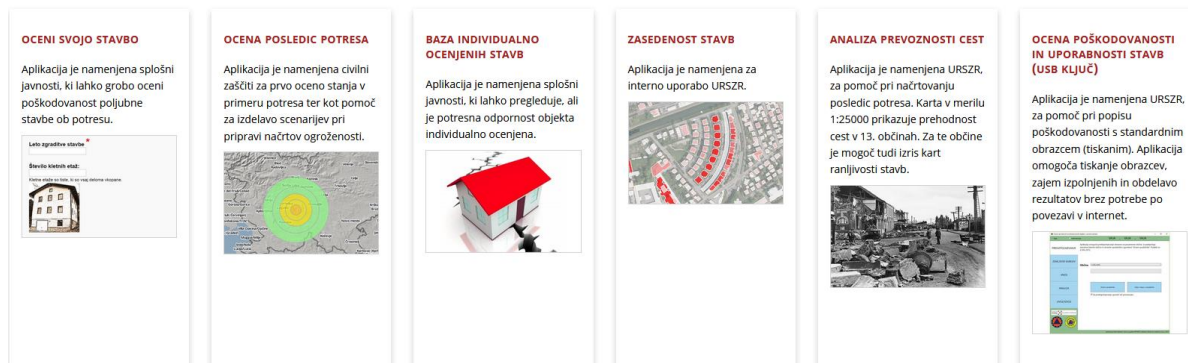 OCENI SVOJO STAVBO
Aplikacija je namenjena splošni
javnosti, ki lahko grobo oceni
poškodovanost poljubne
stavbe ob potresu.
Leto zgraditve stavbe *
Število kletnih etaž:
OCENA POSLEDIC POTRESA
Aplikacija je namenjena civilni
zaščiti za prvo oceno stanja v
primeru potresa ter kot pomoč
za izdelavo scenarijev pri
pripravi načrtov ogroženosti.
BAZA INDIVIDUALNO
OCENJENIH STAVB
Aplikacija je namenjena splošni
javnosti, ki lahko pregleduje, ali
je potresna odpornost objekta
individualno ocenjena.
ZASEDENOST STAVB
Aplikacija je namenjena za
interno uporabo URSZR.
ANALIZA PREVOZNOSTI CEST
Aplikacija je namenjena URSZR,
za pomoč pri načrtovanju
posledic potresa. Karta v merilu
1:25000 prikazuje prehodnost
cest v 13. občinah. Za te občine
je mogoč tudi izris kart
ranljivosti stavb.
OCENA POŠKODOVANOSTI
IN UPORABNOSTI STAVB
(USB KLJUČ)
Aplikacija je namenjena URSZR,
za pomoč pri popisu
poškodovanosti s standardnim
obrazcem (tiskanim). Aplikacija
omogoča tiskanje obrazcev,
zajem izpolnjenih in obdelavo
rezultatov brez potrebe po
povezavi v internet.